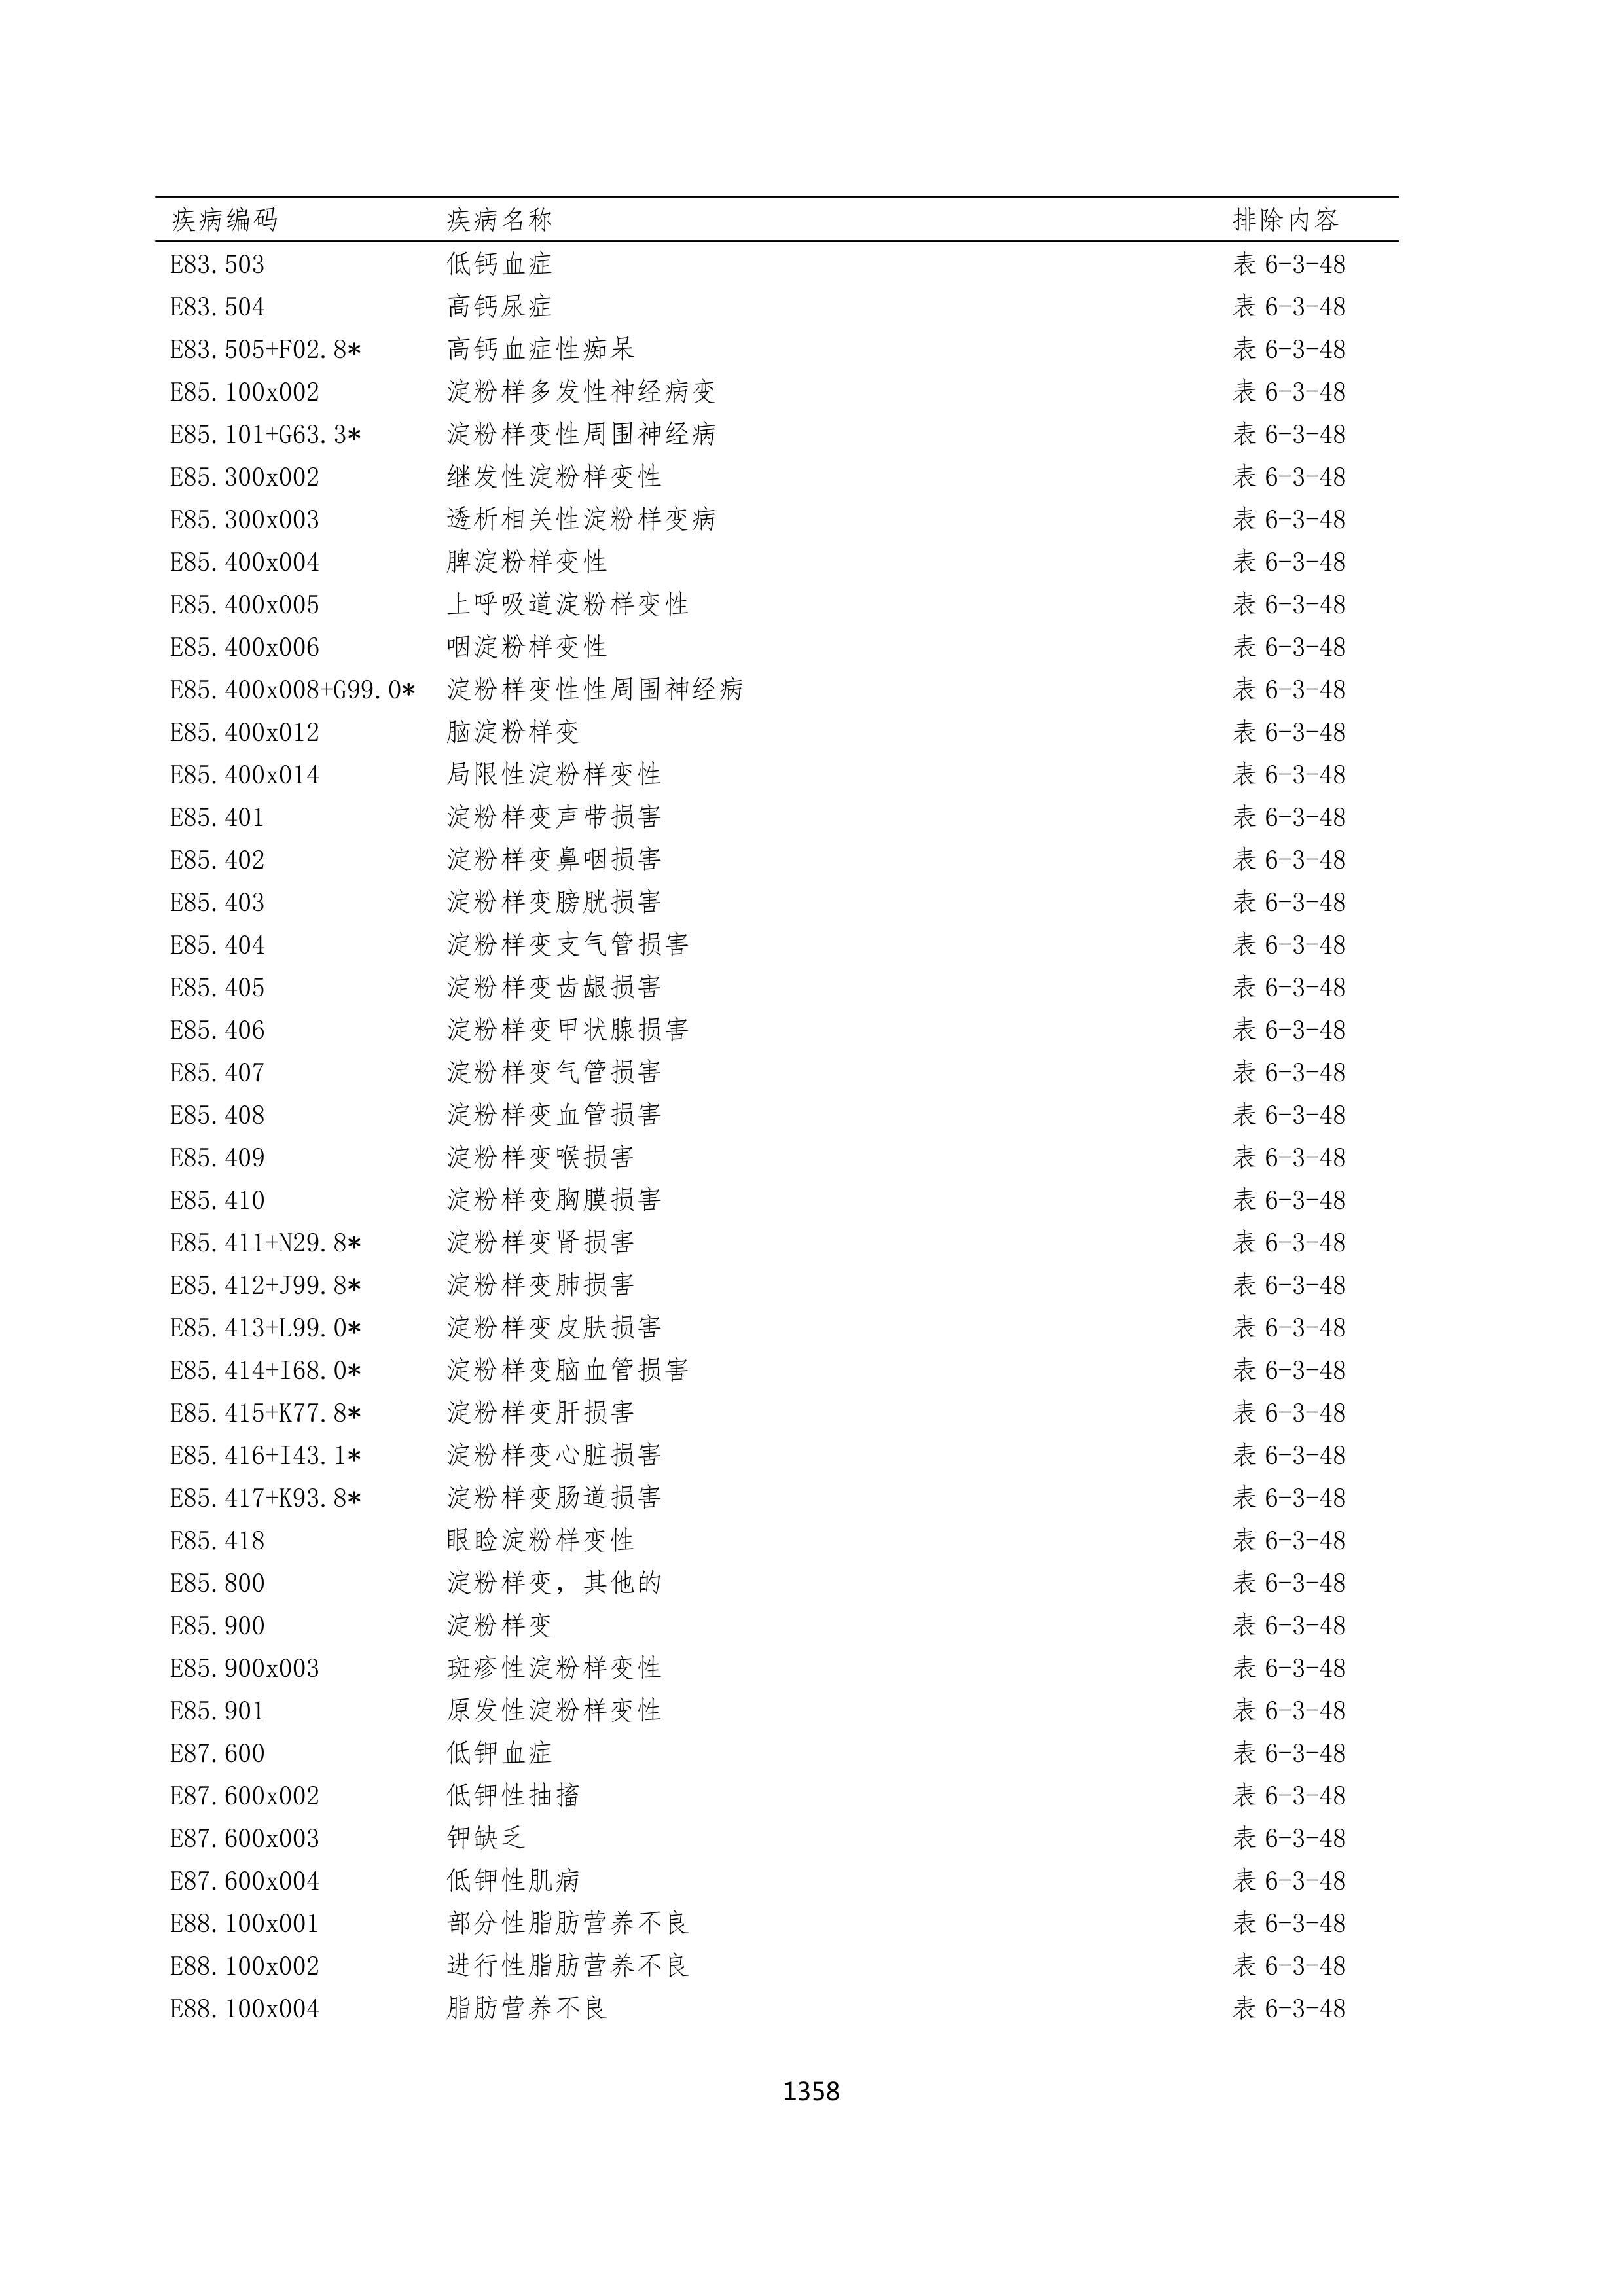 疾病编码 疾病名称 排除内容
E83.503 低钙血症 表 6-3-48
E83.504 高钙尿症 表 6-3-48
E83.505+F02.8* 高钙血症性痴呆 表 6-3-48
E85.100x002 淀粉样多发性神经病变 表 6-3-48
E85.101+G63.3* 淀粉样变性周围神经病 表 6-3-48
E85.300x002 继发性淀粉样变性 表 6-3-48
E85.300x003 透析相关性淀粉样变病 表 6-3-48
E85.400x004 脾淀粉样变性 表 6-3-48
E85.400x005 上呼吸道淀粉样变性 表 6-3-48
E85.400x006 咽淀粉样变性 表 6-3-48
E85.400x008+G99.0* 淀粉样变性性周围神经病 表 6-3-48
E85.400x012 脑淀粉样变 表 6-3-48
E85.400x014 局限性淀粉样变性 表 6-3-48
E85.401 淀粉样变声带损害 表 6-3-48
E85.402 淀粉样变鼻咽损害 表 6-3-48
E85.403 淀粉样变膀胱损害 表 6-3-48
E85.404 淀粉样变支气管损害 表 6-3-48
E85.405 淀粉样变齿龈损害 表 6-3-48
E85.406 淀粉样变甲状腺损害 表 6-3-48
E85.407 淀粉样变气管损害 表 6-3-48
E85.408 淀粉样变血管损害 表 6-3-48
E85.409 淀粉样变喉损害 表 6-3-48
E85.410 淀粉样变胸膜损害 表 6-3-48
E85.411+N29.8* 淀粉样变肾损害 表 6-3-48
E85.412+J99.8* 淀粉样变肺损害 表 6-3-48
E85.413+L99.0* 淀粉样变皮肤损害 表 6-3-48
E85.414+I68.0* 淀粉样变脑血管损害 表 6-3-48
E85.415+K77.8* 淀粉样变肝损害 表 6-3-48
E85.416+I43.1* 淀粉样变心脏损害 表 6-3-48
E85.417+K93.8* 淀粉样变肠道损害 表 6-3-48
E85.418 眼睑淀粉样变性 表 6-3-48
E85.800 淀粉样变，其他的 表 6-3-48
E85.900 淀粉样变 表 6-3-48
E85.900x003 斑疹性淀粉样变性 表 6-3-48
E85.901 原发性淀粉样变性 表 6-3-48
E87.600 低钾血症 表 6-3-48
E87.600x002 低钾性抽搐 表 6-3-48
E87.600x003 钾缺乏 表 6-3-48
E87.600x004 低钾性肌病 表 6-3-48
E88.100x001 部分性脂肪营养不良 表 6-3-48
E88.100x002 进行性脂肪营养不良 表 6-3-48
E88.100x004 脂肪营养不良 表 6-3-48
1358